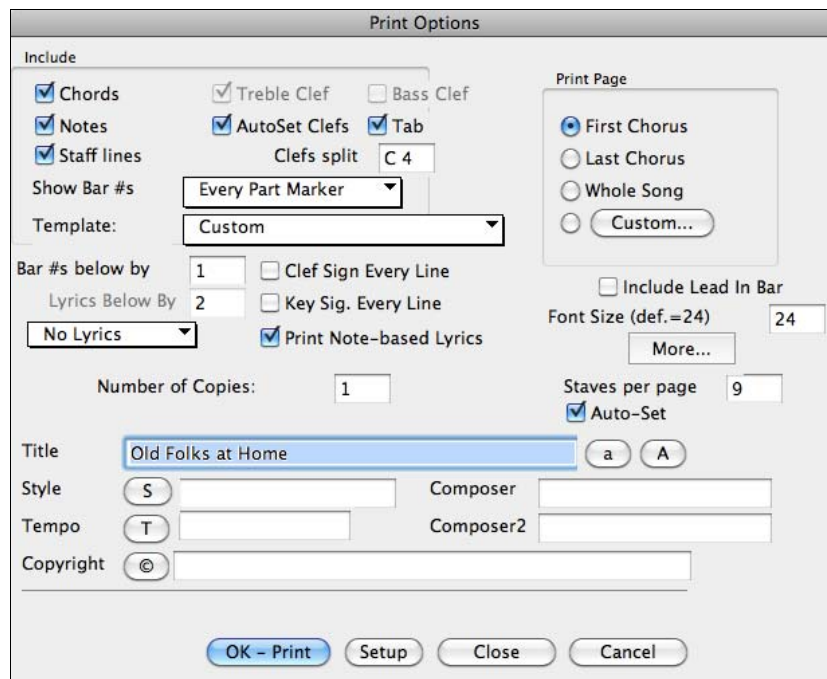 Print Options
Include
Chords Treble Clef Bass Clef
Notes AutoSet Clefs Tab
Staff lines Clefs split C 4
Show Bar #s Every Part Marker
Template: Custom
Print Page
First Chorus
Last Chorus
Whole Song
Custom...
Bar #s below by 1 Clef Sign Every Line
Lyrics Below By 2 Key Sig. Every Line
No Lyrics Print Note-based Lyrics
Include Lead In Bar
Font Size (def.=24) 24
More...
Number of Copies: 1
Staves per page 9
Auto-Set
Title Old Folks at Home a A
Style S Composer
Tempo T Composer2
Copyright ©
OK - Print Setup Close Cancel